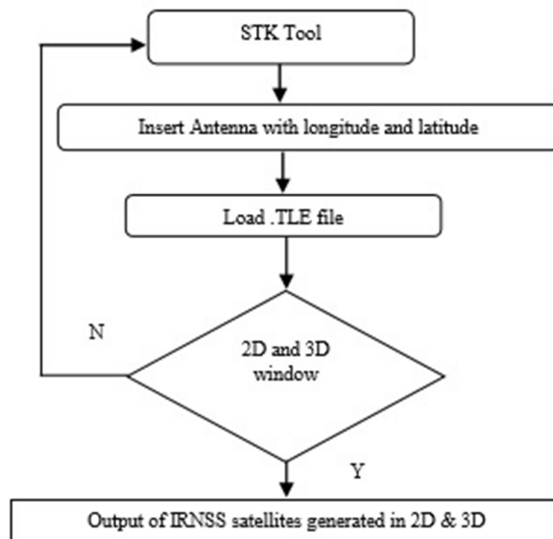 STK Tool
Insert Antenna with longitude and latitude
Load .TLE file
N
2D and 3D
window
Y
Output of IRNSS satellites generated in 2D & 3D